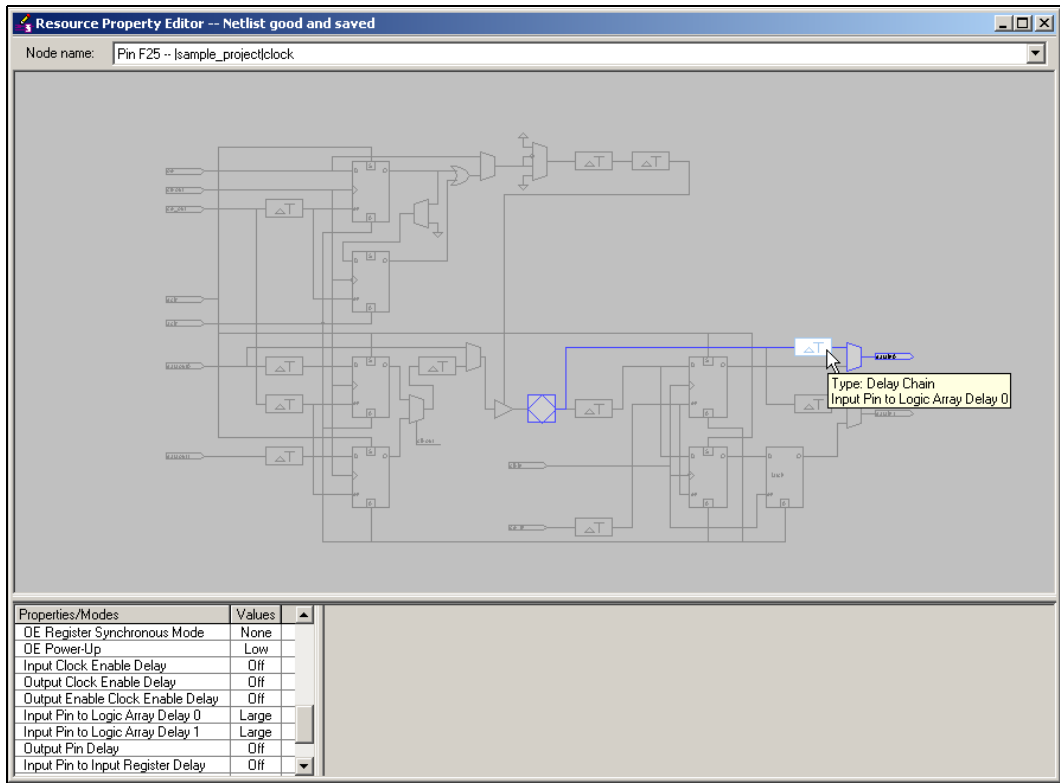 Resource Property Editor -- Netlist good and saved
Node name: Pin F25 -- |sample_project|clock
△T △T
△T
△T
△T △T
Type: Delay Chain
Input Pin to Logic Array Delay 0
△T △T △T
△T
△T
Properties/Modes Values
OE Register Synchronous Mode None
OE Power-Up Low
Input Clock Enable Delay Off
Output Clock Enable Delay Off
Output Enable Clock Enable Delay Off
Input Pin to Logic Array Delay 0 Large
Input Pin to Logic Array Delay 1 Large
Output Pin Delay Off
Input Pin to Input Register Delay Off